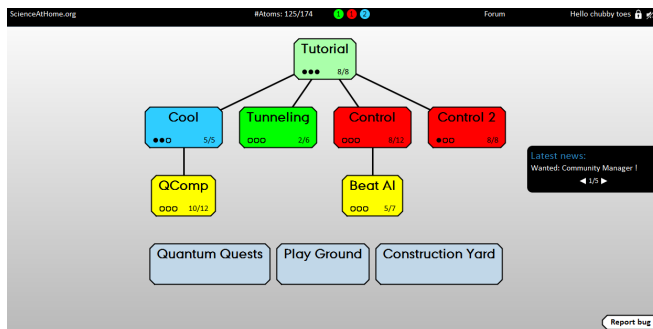 ScienceAtHome.org #Atoms: 125/174 1 1 2 Forum Hello chubby toes
Tutorial
8/8
Cool Tunneling Control Control 2
5/5 2/6 6/12 8/8
Latest news:
Wanted: Community Manager !
1/5
QComp Beat AI
10/12 5/7
Quantum Quests Play Ground Construction Yard
Report bug